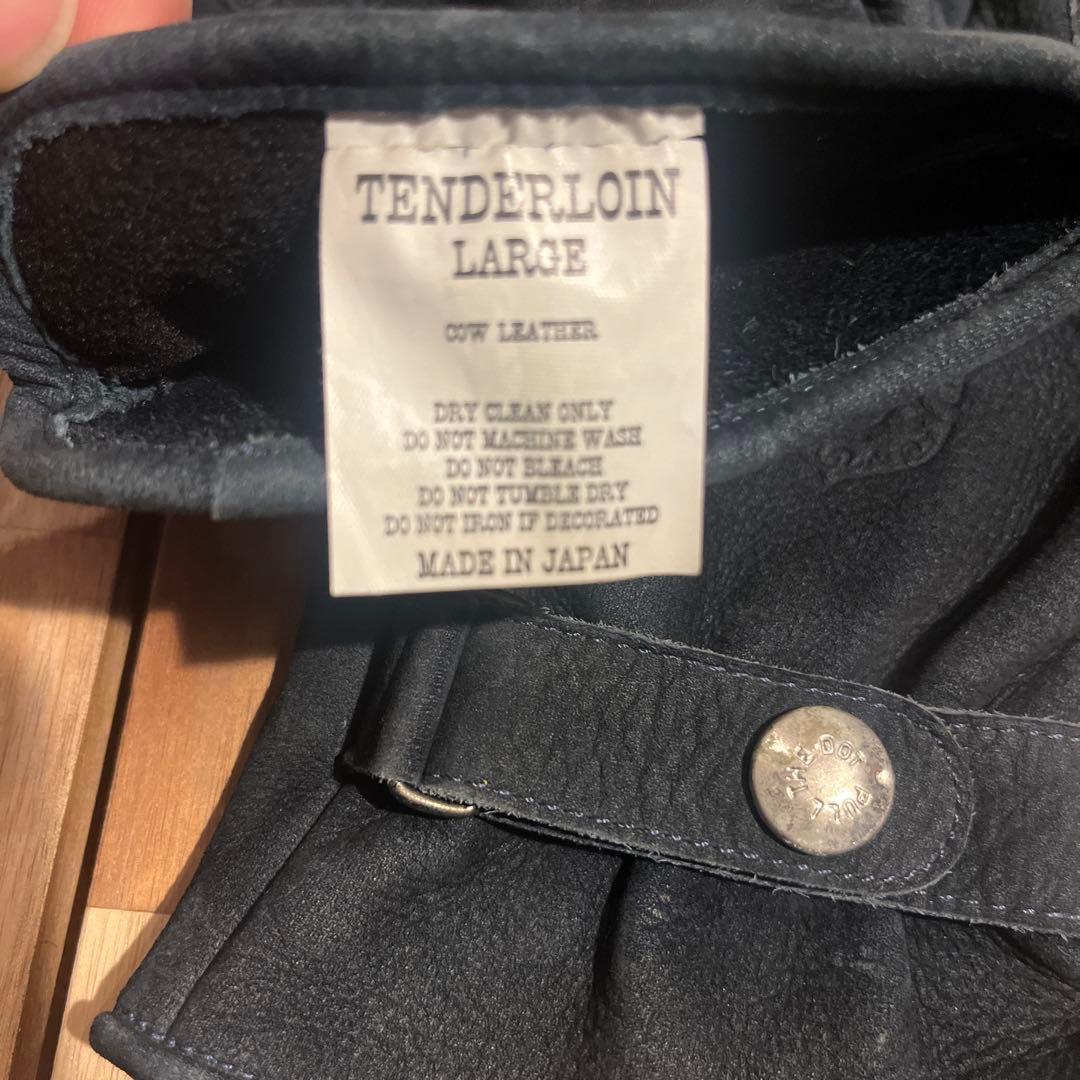 TENDERLOIN
LARGE
COW LEATHER
DRY CLEAN ONLY
DO NOT MACHINE WASH
DO NOT BLEACH
DO NOT TUMBLE DRY
DO NOT IRON IF DECORATED
MADE IN JAPAN
PULL THE DOT